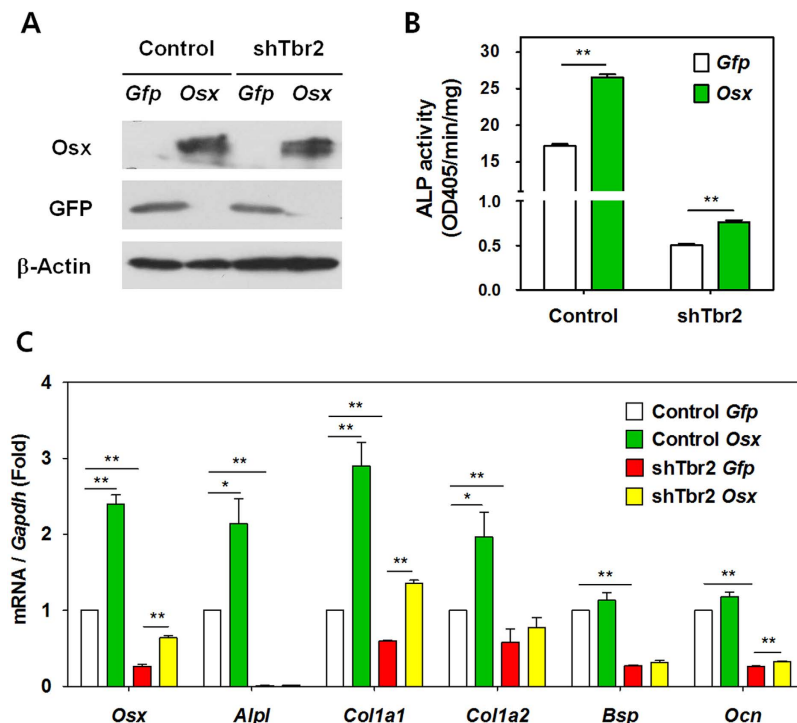 A
Control shTbr2
Gfp Osx Gfp Osx
Osx
GFP
β-Actin
B
ALP activity
(OD405/min/mg)
30
25
20
15
1.0
0.5
0.0
**
**
Gfp
Osx
Control shTbr2
C
mRNA / Gapdh (Fold)
4
3
2
1
0
**
**
**
**
*
**
**
**
**
*
**
**
**
Control Gfp
Control Osx
shTbr2 Gfp
shTbr2 Osx
Osx Alpl Col1a1 Col1a2 Bsp Ocn